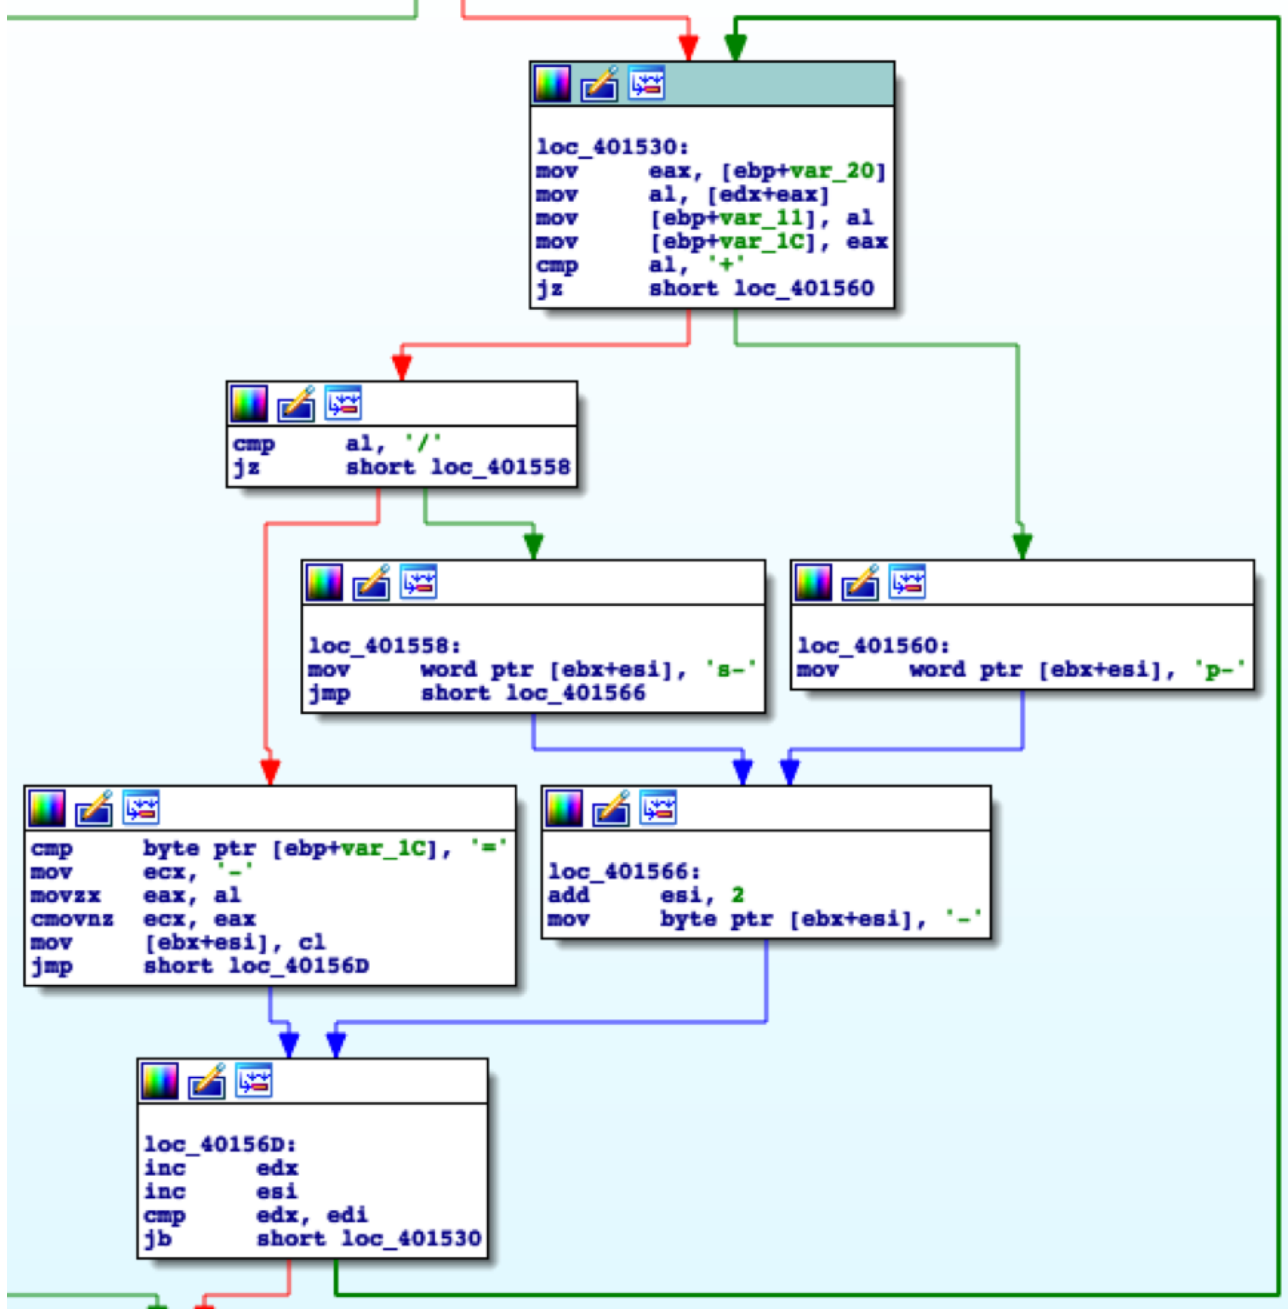 loc_401530:
mov eax, [ebp+var_20]
mov al, [edx+eax]
mov [ebp+var_11], al
mov [ebp+var_1C], eax
cmp al, '+'
jz short loc_401560
cmp al, '/'
jz short loc_401558
loc_401558:
mov word ptr [ebx+esi], 's-'
jmp short loc_401566
loc_401560:
mov word ptr [ebx+esi], 'p-'
cmp byte ptr [ebp+var_1C], '='
mov ecx, '-'
movzx eax, al
cmovnz ecx, eax
mov [ebx+esi], cl
jmp short loc_40156D
loc_401566:
add esi, 2
mov byte ptr [ebx+esi], '-'
loc_40156D:
inc edx
inc esi
cmp edx, edi
jb short loc_401530